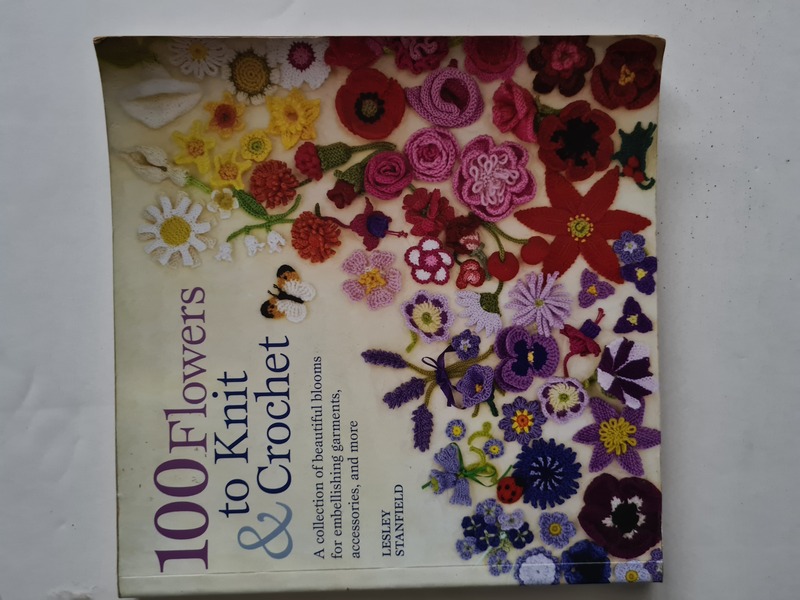 100 Flowers
to Knit
& Crochet
A collection of beautiful blooms
for embellishing garments,
accessories, and more
LESLEY
STANFIELD